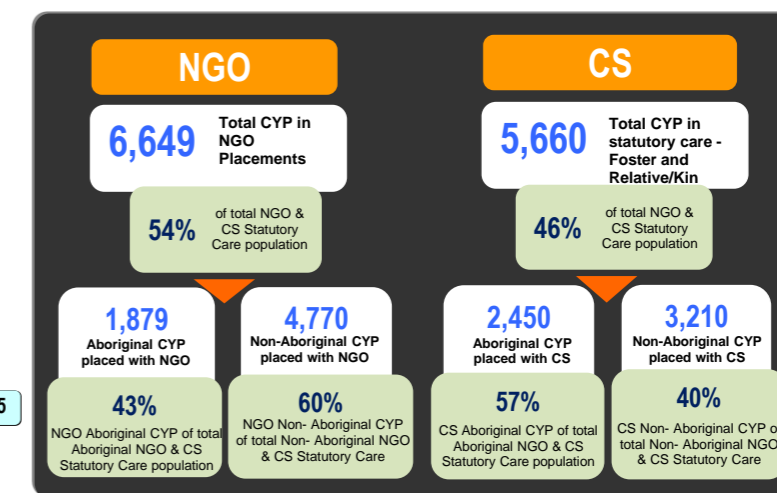 NGO
6,649
Total CYP in
NGO
Placements
54%
of total NGO &
CS Statutory
Care population
1,879
Aboriginal CYP
placed with NGO
4,770
Non-Aboriginal CYP
placed with NGO
43%
NGO Aboriginal CYP of total
Aboriginal NGO & CS
Statutory Care population
60%
NGO Non- Aboriginal CYP
of total Non- Aboriginal NGO
& CS Statutory Care
CS
5,660
Total CYP in
statutory care -
Foster and
Relative/Kin
46%
of total NGO &
CS Statutory
Care population
2,450
Aboriginal CYP
placed with CS
3,210
Non-Aboriginal CYP
placed with CS
57%
CS Aboriginal CYP of total
Aboriginal NGO & CS
Statutory Care population
40%
CS Non- Aboriginal CYP o
total Non- Aboriginal NGO
& CS Statutory Care
5